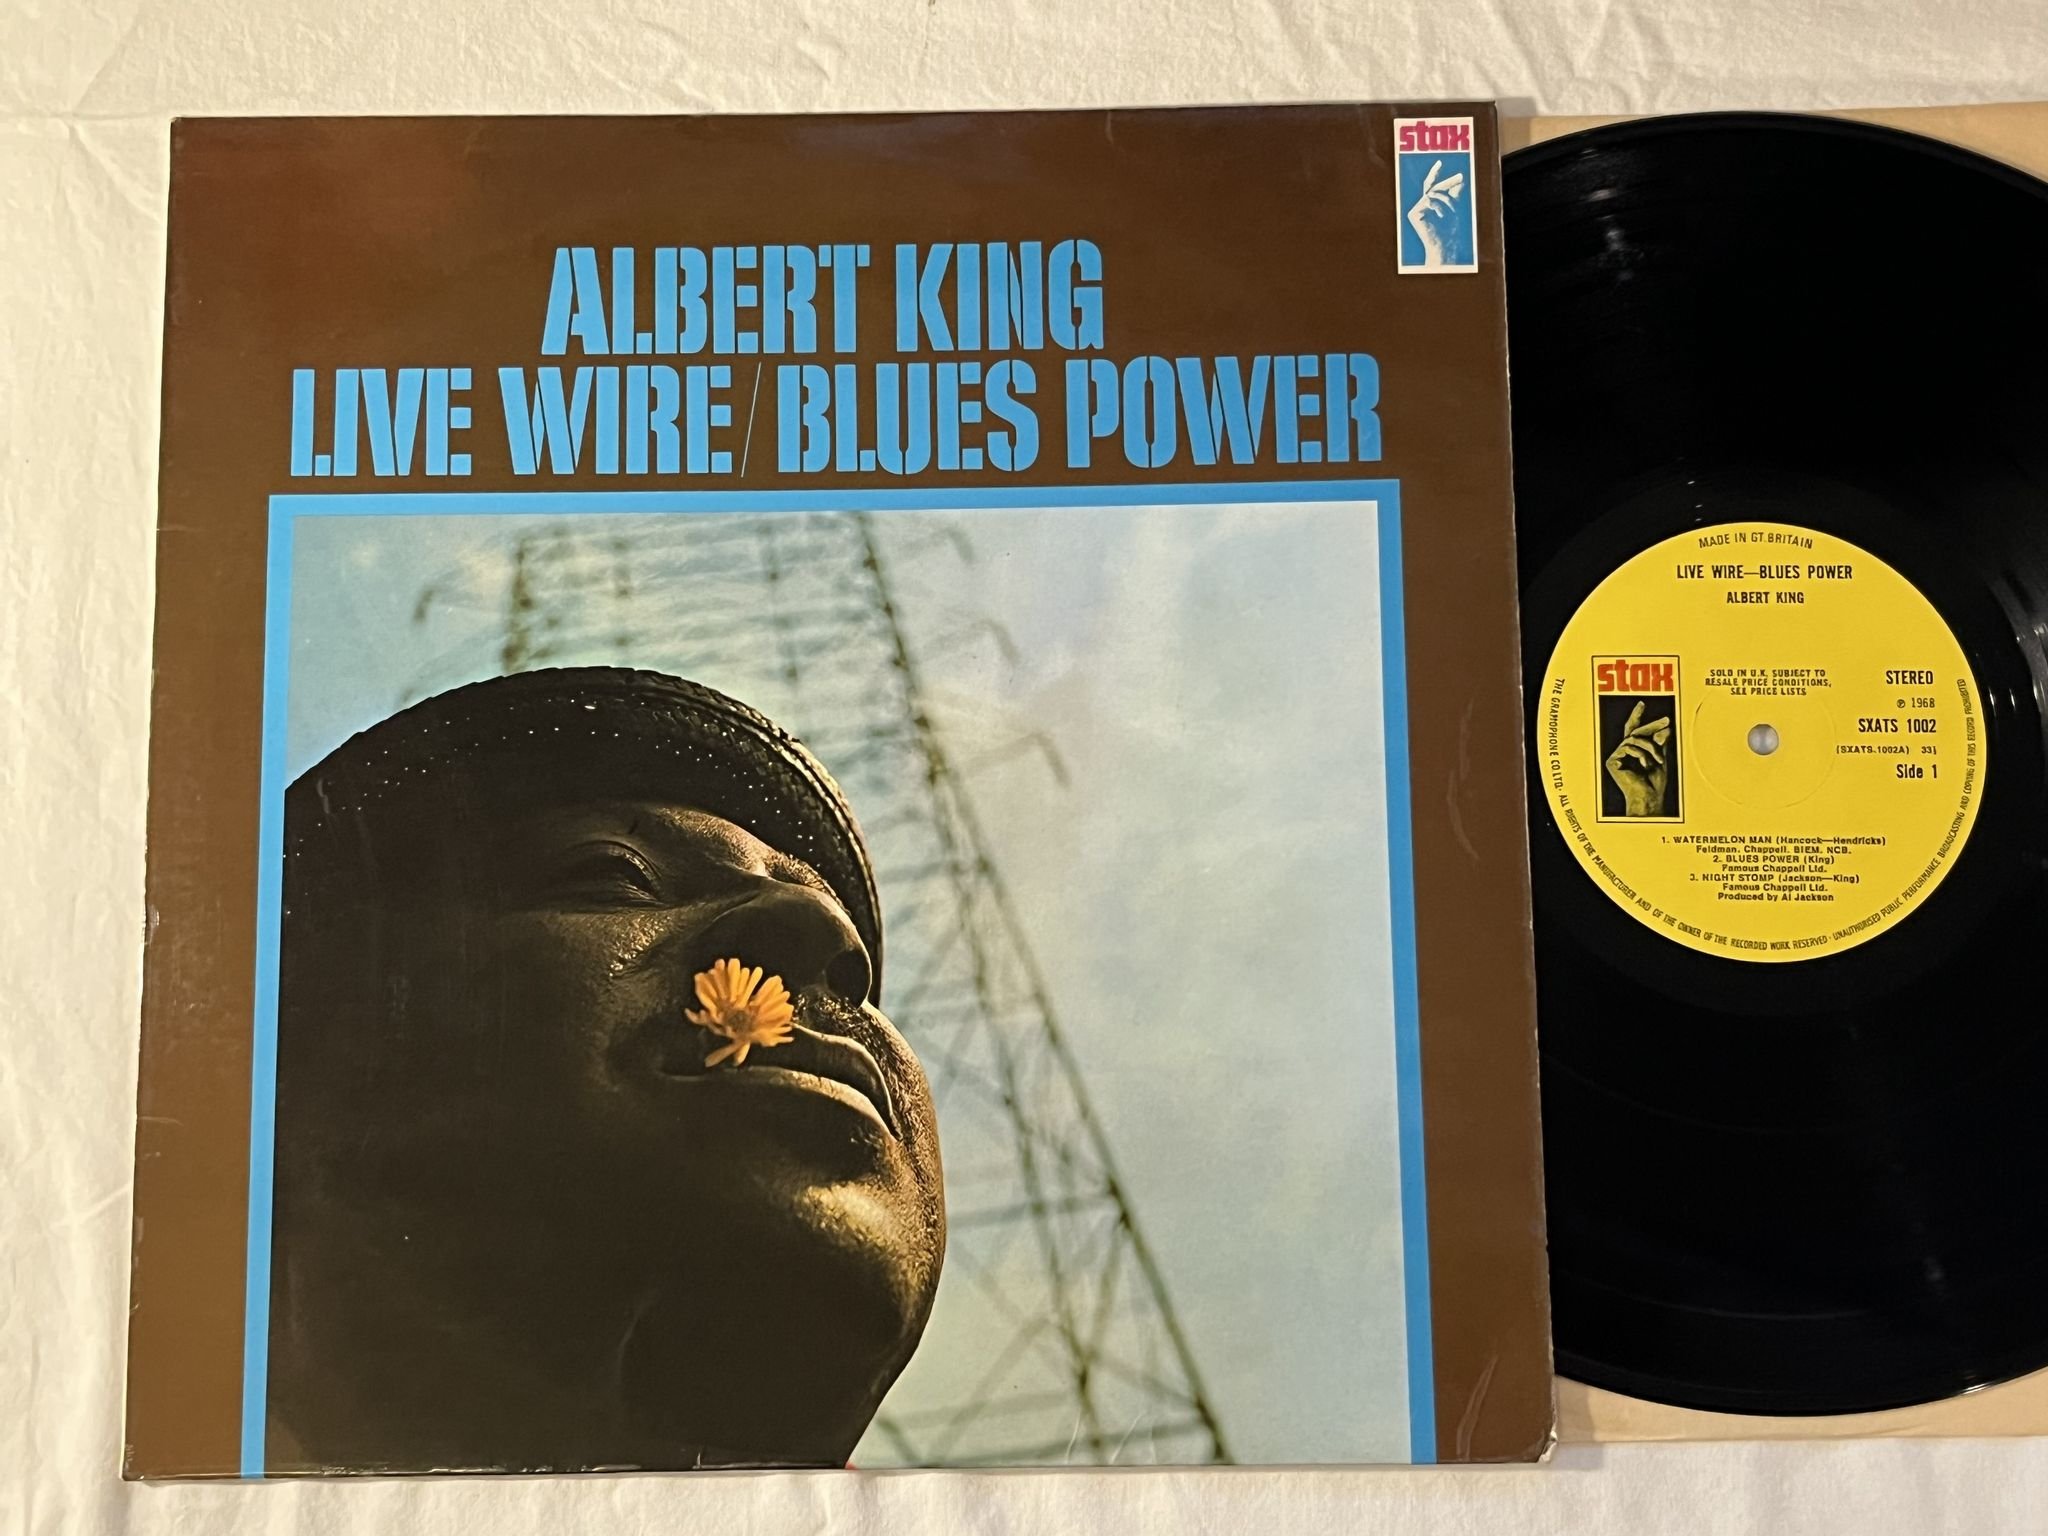 stax
ALBERT KING
LIVE WIRE/BLUES POWER
MADE IN GT. BRITAIN
LIVE WIRE—BLUES POWER
ALBERT KING
stax
SOLD IN U.K. SUBJECT TO
RESALE PRICE CONDITIONS,
SEE PRICE LISTS
STEREO
℗ 1968
SXATS 1002
(SXATS.1002A) 33⅓
Side 1
1. WATERMELON MAN (Hancock—Hendricks)
Feldman. Chappell. BIEM. NCB.
2. BLUES POWER (King)
Famous Chappell Ltd.
3. NIGHT STOMP (Jackson—King)
Famous Chappell Ltd.
Produced by Al Jackson
THE GRAMOPHONE CO LTD. ALL RIGHTS OF THE MANUFACTURER AND OF THE OWNER OF THE RECORDED WORK RESERVED · UNAUTHORISED PUBLIC PERFORMANCE BROADCASTING AND COPYING OF THIS RECORD PROHIBITED